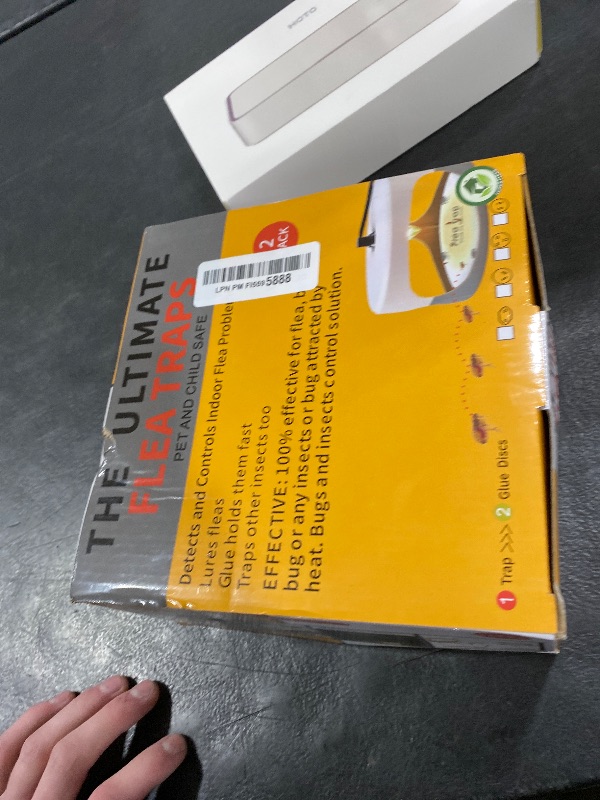 HOTO
THE ULTIMATE
FLEA TRAPS
PET AND CHILD SAFE
2
ACK
LPN PM 5888
Detects and Controls Indoor Flea Proble
Lures fleas
Glue holds them fast
Traps other insects too
EFFECTIVE: 100% effective for flea, b
bug or any insects or bug attracted by
heat. Bugs and insects control solution.
1 Trap >>> 2 Glue Discs